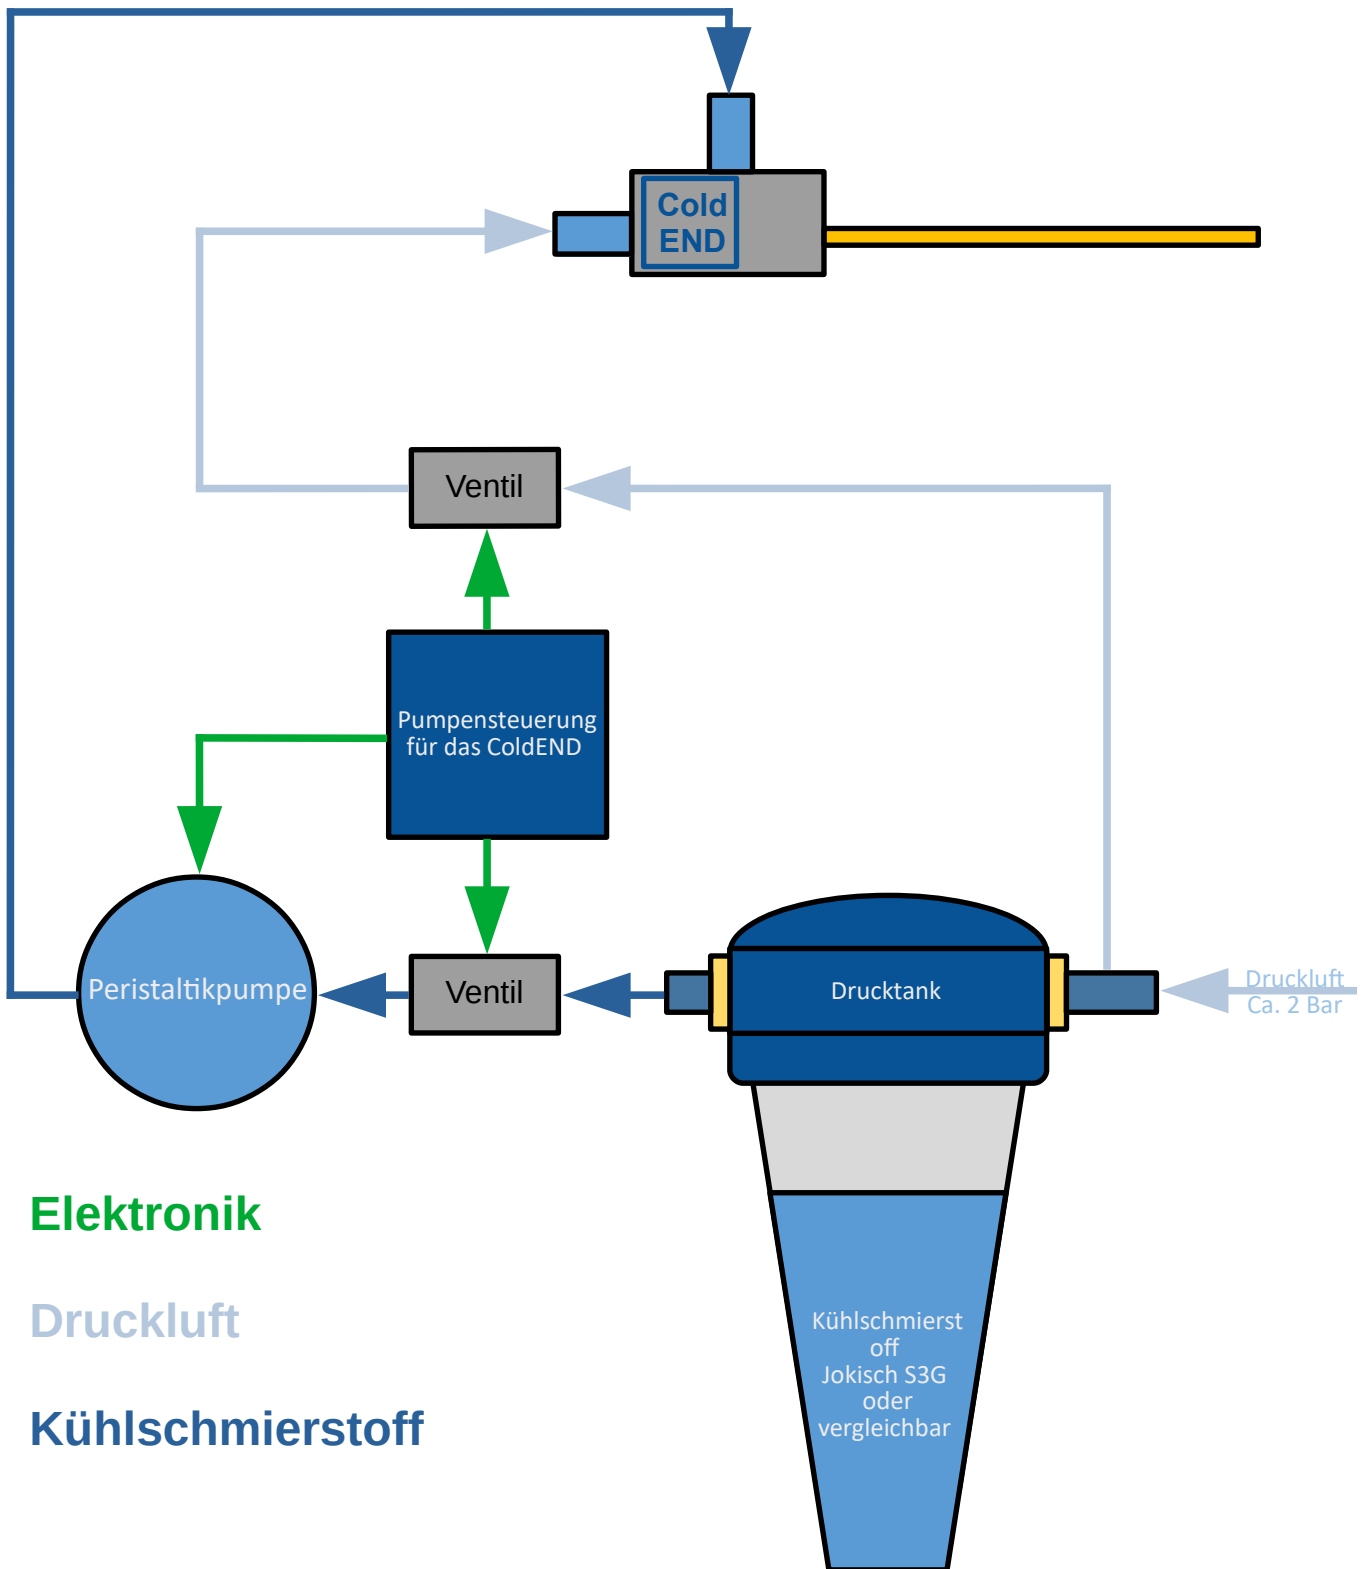 Cold
END
Ventil
Pumpensteuerung
für das ColdEND
Peristaltikpumpe
Ventil
Drucktank
Druckluft
Ca. 2 Bar
Elektronik
Druckluft
Kühlschmierstoff
Kühlschmierst
off
Jokisch S3G
oder
vergleichbar